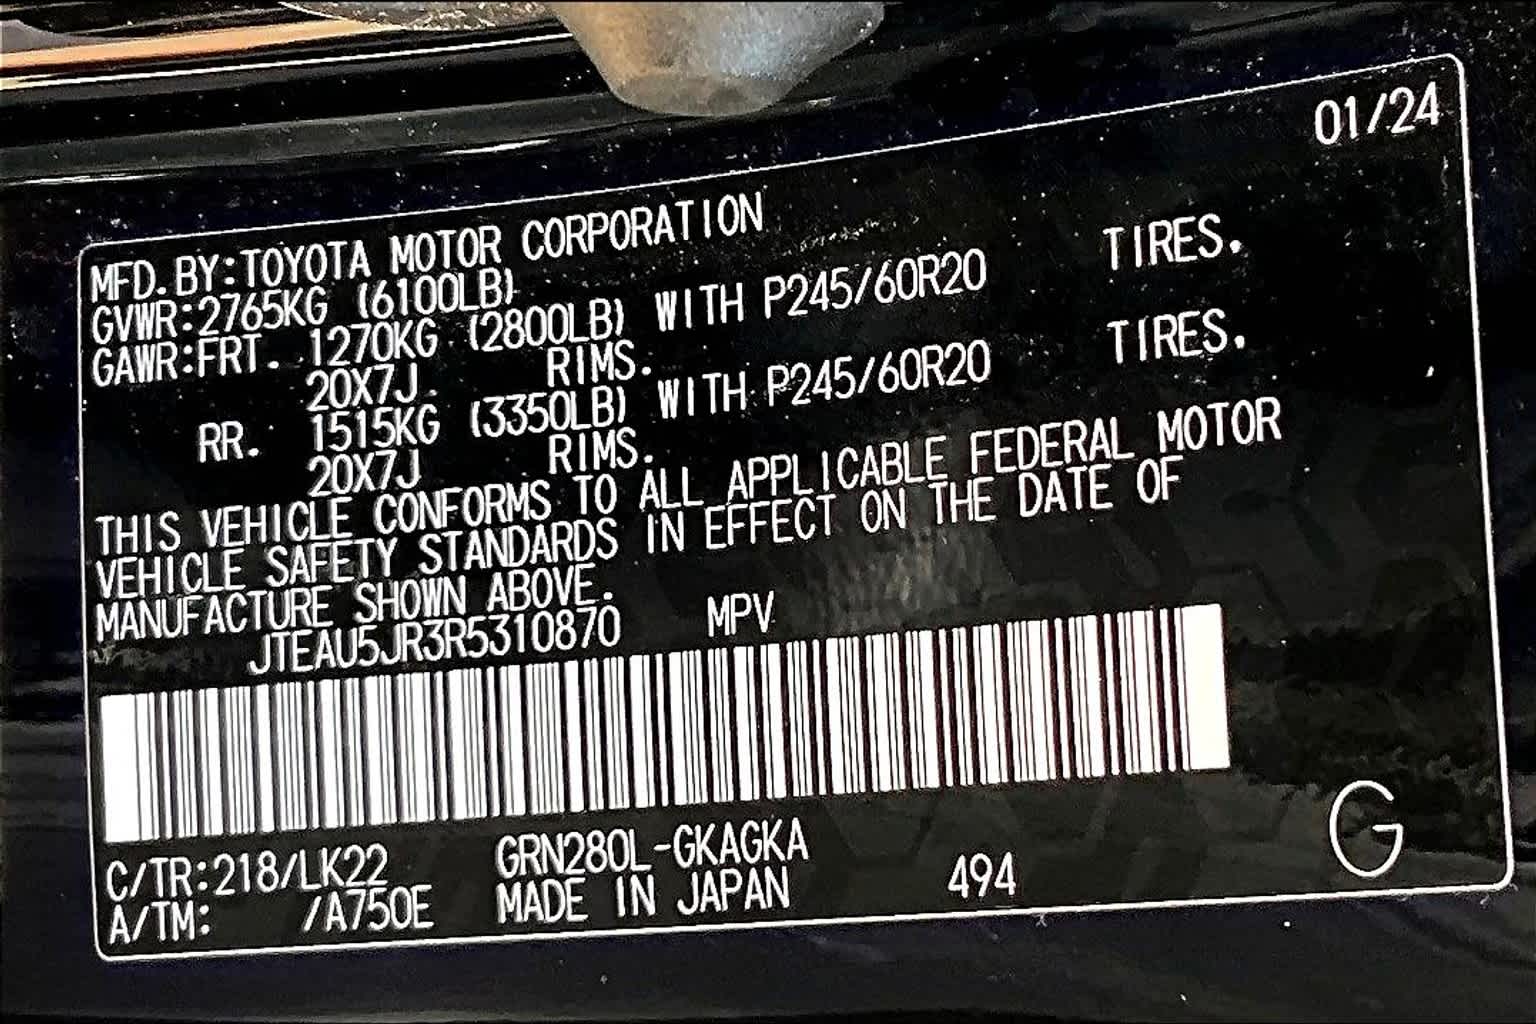 01/24
MFD.BY:TOYOTA MOTOR CORPORATION
GVWR:2765KG (6100LB)
GAWR:FRT. 1270KG (2800LB) WITH P245/60R20 TIRES.
20X7J RIMS.
RR. 1515KG (3350LB) WITH P245/60R20 TIRES.
20X7J RIMS.
THIS VEHICLE CONFORMS TO ALL APPLICABLE FEDERAL MOTOR
VEHICLE SAFETY STANDARDS IN EFFECT ON THE DATE OF
MANUFACTURE SHOWN ABOVE.
JTEAU5JR3R5310870 MPV
C/TR:218/LK22 GRN280L-GKAGKA
A/TM: /A750E MADE IN JAPAN 494
G